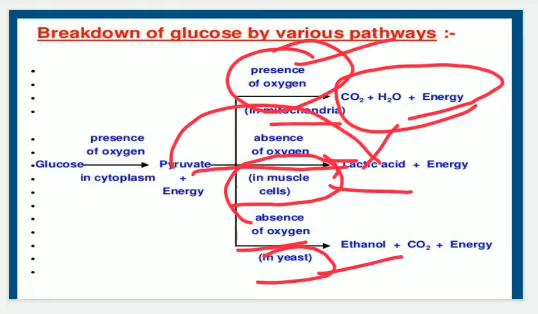 Breakdown of glucose by various pathways :-
presence
of oxygen
CO₂ + H₂O + Energy
(in mitochondria)
presence
of oxygen
Glucose
in cytoplasm
Pyruvate
+
Energy
absence
of oxygen
Lactic acid + Energy
(in muscle
cells)
absence
of oxygen
Ethanol + CO₂ + Energy
(in yeast)